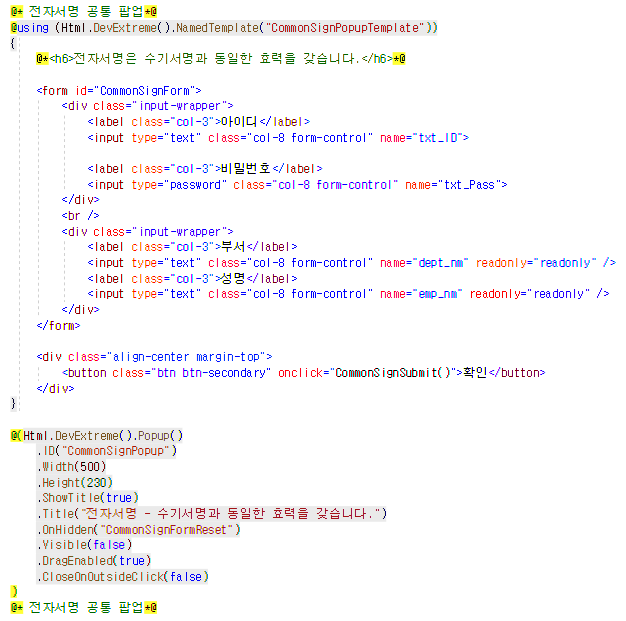 @* 전자서명 공통 팝업*@
@using (Html.DevExtreme().NamedTemplate("CommonSignPopupTemplate"))
{
@*<h6>전자서명은 수기서명과 동일한 효력을 갖습니다.</h6>*@
<form id="CommonSignForm">
<div class="input-wrapper">
<label class="col-3">아이디</label>
<input type="text" class="col-8 form-control" name="txt_ID">
<label class="col-3">비밀번호</label>
<input type="password" class="col-8 form-control" name="txt_Pass">
</div>
<br />
<div class="input-wrapper">
<label class="col-3">부서</label>
<input type="text" class="col-8 form-control" name="dept_nm" readonly="readonly" />
<label class="col-3">성명</label>
<input type="text" class="col-8 form-control" name="emp_nm" readonly="readonly" />
</div>
</form>
<div class="align-center margin-top">
<button class="btn btn-secondary" onclick="CommonSignSubmit()">확인</button>
</div>
}
@(Html.DevExtreme().Popup()
.ID("CommonSignPopup")
.Width(500)
.Height(230)
.ShowTitle(true)
.Title("전자서명 - 수기서명과 동일한 효력을 갖습니다.")
.OnHidden("CommonSignFormReset")
.Visible(false)
.DragEnabled(true)
.CloseOnOutsideClick(false)
)
@* 전자서명 공통 팝업*@